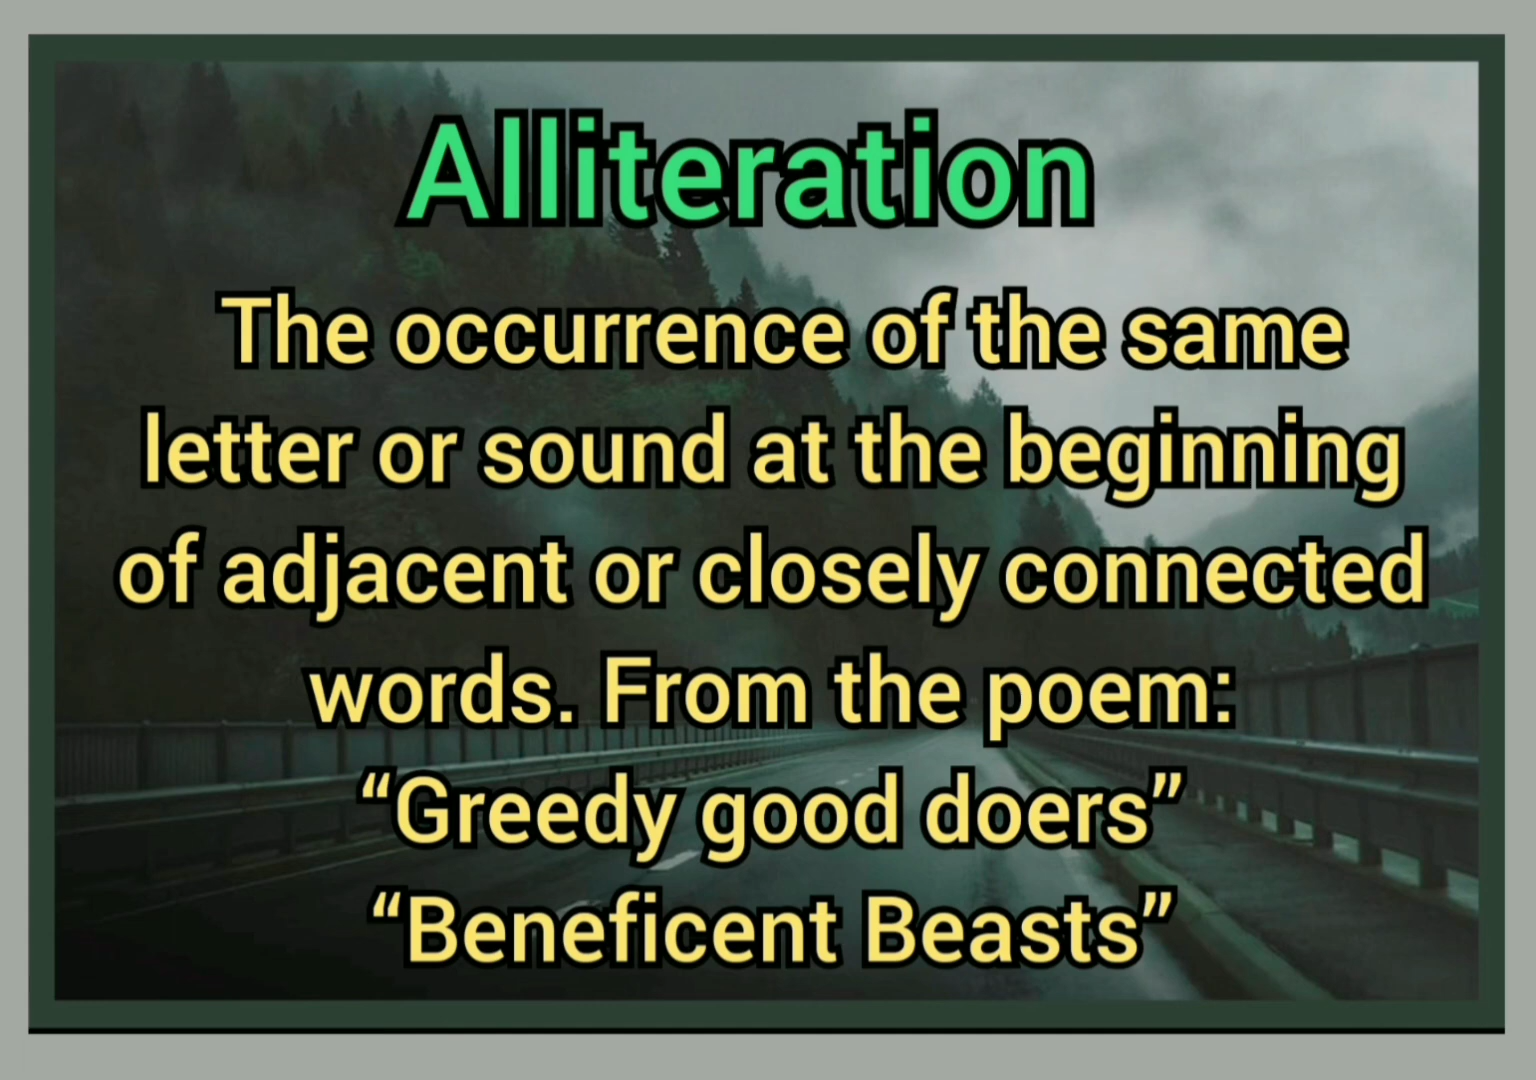 Alliteration
The occurrence of the same
letter or sound at the beginning
of adjacent or closely connected
words. From the poem:
“Greedy good doers”
“Beneficent Beasts”